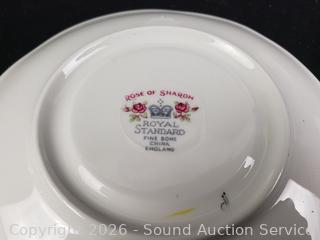 ROSE OF SHARON
ROYAL
STANDARD
FINE BONE
CHINA
ENGLAND
Copyright © 2026 - Sound Auction Service